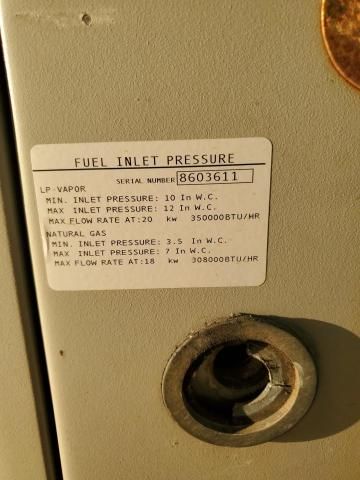 FUEL INLET PRESSURE
SERIAL NUMBER 8603611
LP-VAPOR
MIN. INLET PRESSURE: 10 In W.C.
MAX INLET PRESSURE: 12 In W.C.
MAX FLOW RATE AT:20 kw 350000BTU/HR
NATURAL GAS
MIN. INLET PRESSURE: 3.5 In W.C.
MAX INLET PRESSURE: 7 In W.C.
MAX FLOW RATE AT:18 kw 308000BTU/HR